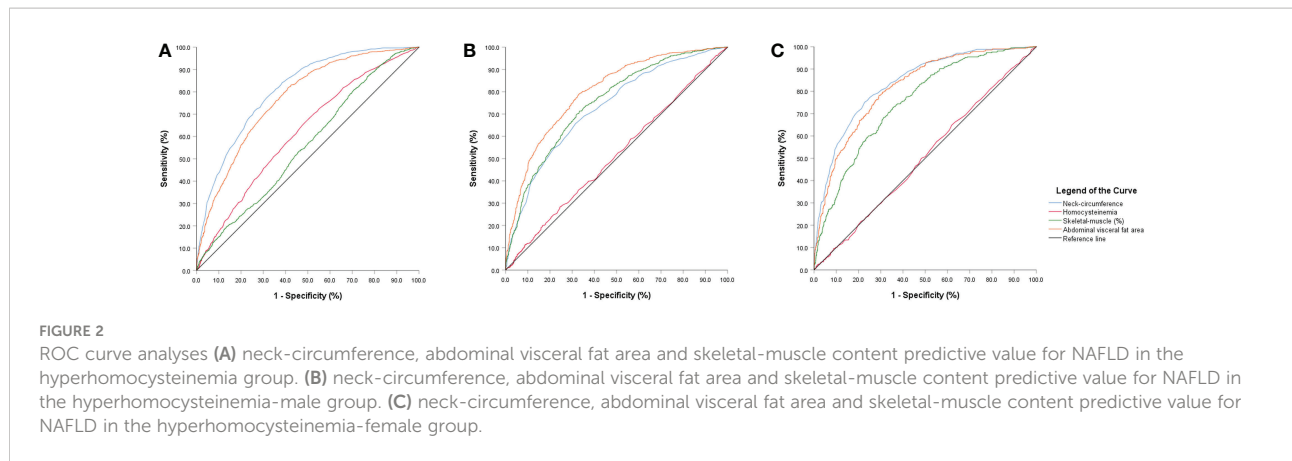 A
B
C
100.0
90.0
80.0
70.0
60.0
50.0
40.0
30.0
20.0
10.0
0.0
Sensitivity (%)
0.0 10.0 20.0 30.0 40.0 50.0 60.0 70.0 80.0 90.0 100.0
1 - Specificity (%)
100.0
90.0
80.0
70.0
60.0
50.0
40.0
30.0
20.0
10.0
0.0
Sensitivity (%)
0.0 10.0 20.0 30.0 40.0 50.0 60.0 70.0 80.0 90.0 100.0
1 - Specificity (%)
100.0
90.0
80.0
70.0
60.0
50.0
40.0
30.0
20.0
10.0
0.0
Sensitivity (%)
0.0 10.0 20.0 30.0 40.0 50.0 60.0 70.0 80.0 90.0 100.0
1 - Specificity (%)
Legend of the Curve
Neck-circumference
Homocysteinemia
Skeletal-muscle (%)
Abdominal visceral fat area
Reference line
FIGURE 2
ROC curve analyses (A) neck-circumference, abdominal visceral fat area and skeletal-muscle content predictive value for NAFLD in the
hyperhomocysteinemia group. (B) neck-circumference, abdominal visceral fat area and skeletal-muscle content predictive value for NAFLD in
the hyperhomocysteinemia-male group. (C) neck-circumference, abdominal visceral fat area and skeletal-muscle content predictive value for
NAFLD in the hyperhomocysteinemia-female group.